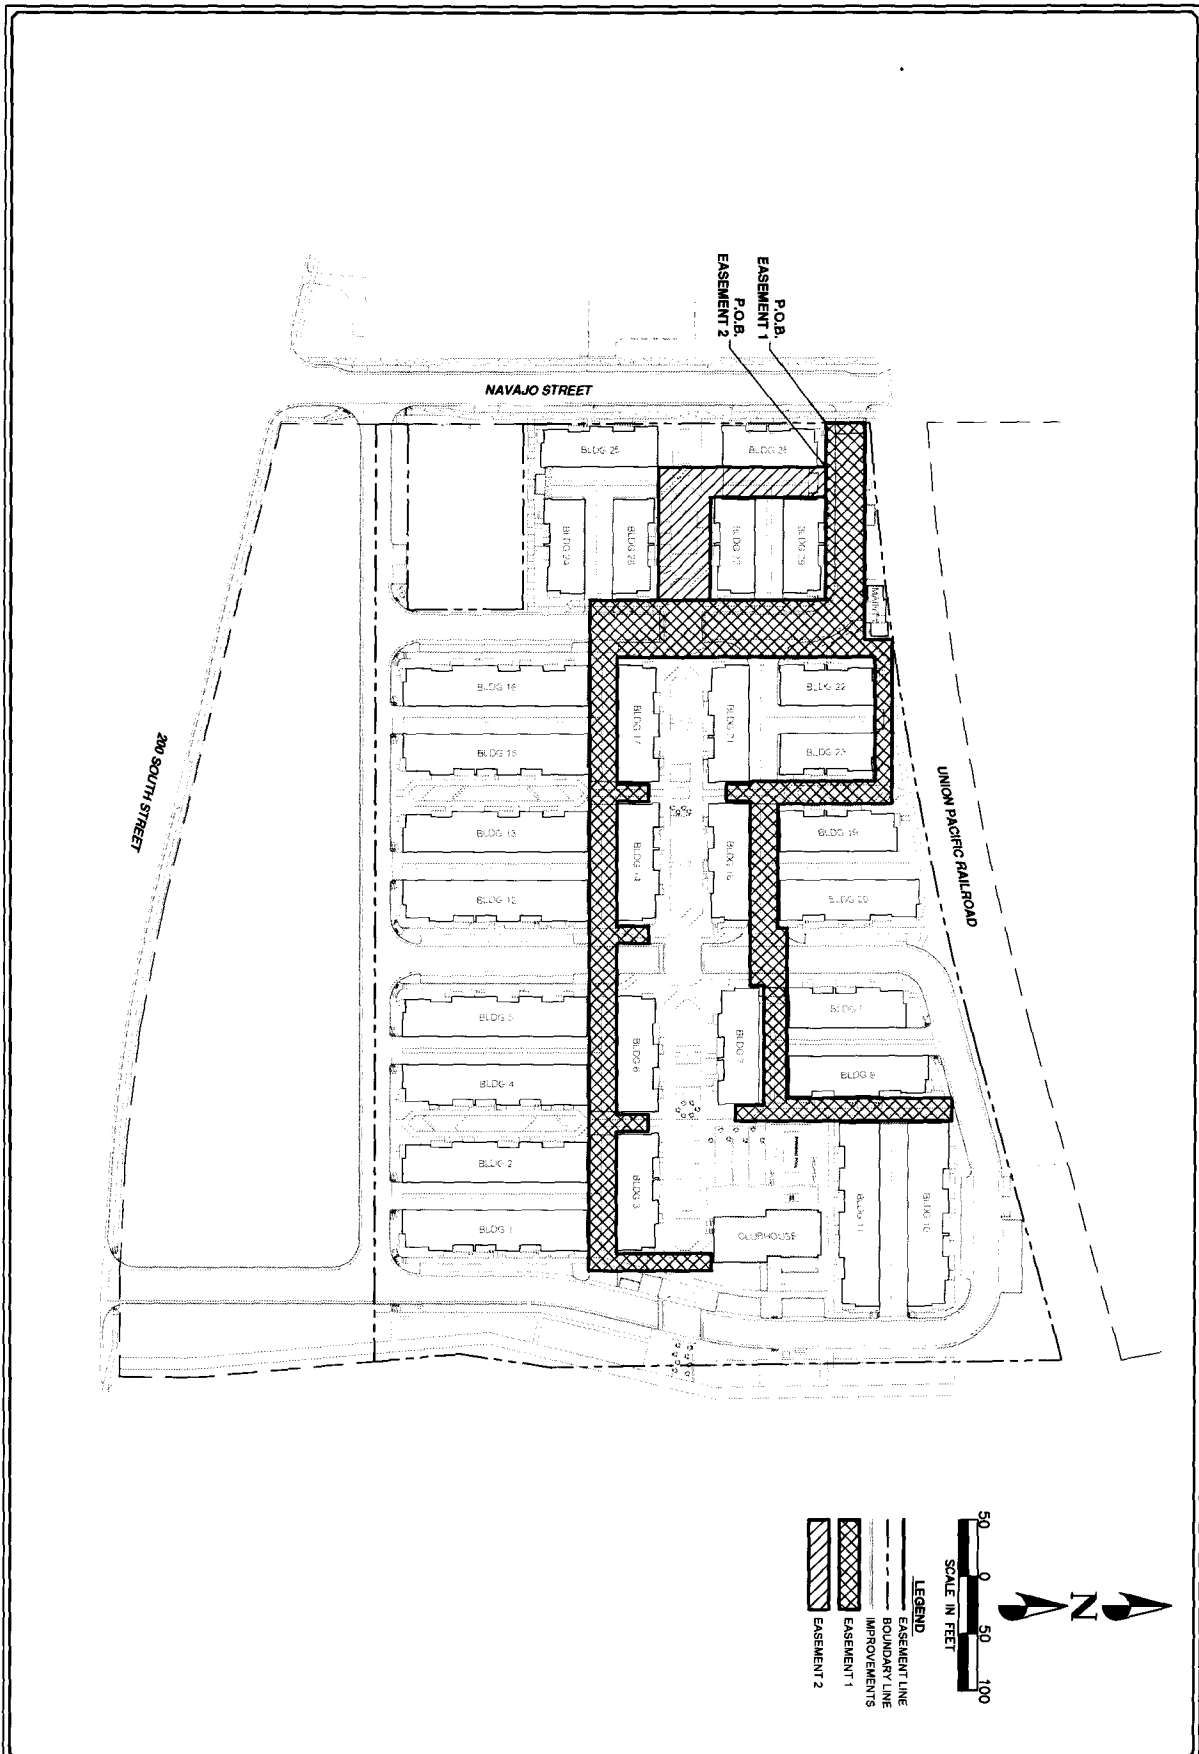 P.O.B.
EASEMENT 1
P.O.B.
EASEMENT 2
NAVAJO STREET
BLDG 25
BLDG 24
BLDG 28
BLDG 27
200 SOUTH STREET
UNION PACIFIC RAILROAD
BLDG 16
BLDG 17
BLDG 21
BLDG 22
BLDG 15
BLDG 23
BLDG 13
BLDG 14
BLDG 18
BLDG 19
BLDG 12
BLDG 20
BLDG 5
BLDG 6
BLDG 7
BLDG 4
BLDG 9
BLDG 2
BLDG 3
BLDG 11
BLDG 10
BLDG 1
CLUBHOUSE
N
50 0 50 100
SCALE IN FEET
LEGEND
EASEMENT LINE
BOUNDARY LINE
IMPROVEMENTS
EASEMENT 1
EASEMENT 2